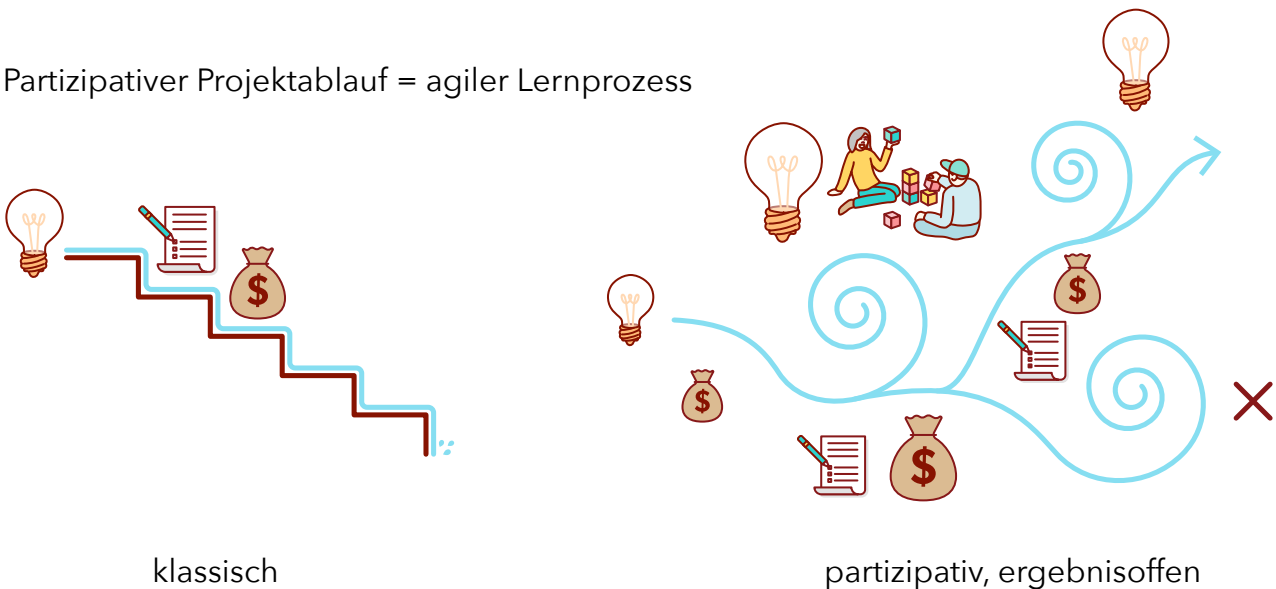 Partizipativer Projektablauf = agiler Lernprozess
$
$
$
$
klassisch
partizipativ, ergebnisoffen